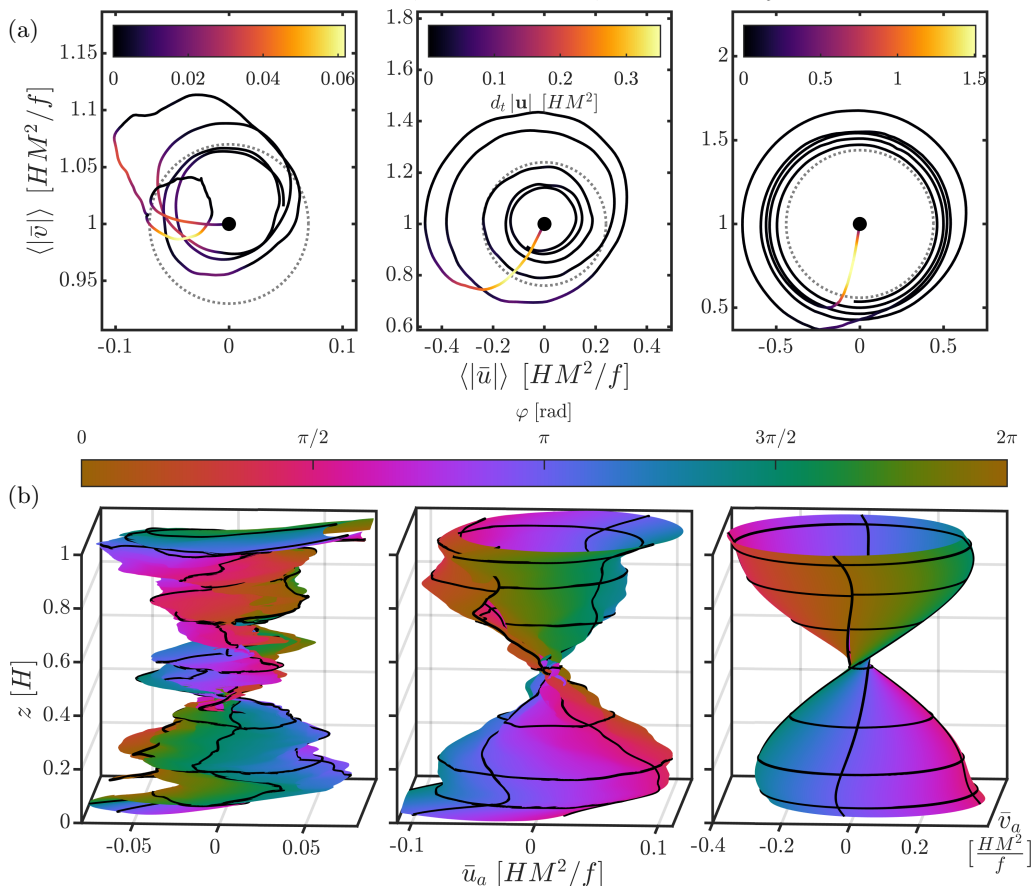 (a)
1.15
1.1
1.05
1
0.95
⟨|v̄|⟩ [HM²/f]
0 0.02 0.04 0.06
-0.1 0 0.1
1.8
1.6
1.4
1.2
1
0.8
0.6
0 0.1 0.2 0.3
d_t |𝐮| [HM²]
-0.4 -0.2 0 0.2 0.4
⟨|ū|⟩ [HM²/f]
2
1.5
1
0.5
0 0.5 1 1.5
-0.5 0 0.5
φ [rad]
0 π/2 π 3π/2 2π
(b)
1
0.8
0.6
0.4
0.2
0
z [H]
-0.05 0 0.05
-0.1 0 0.1
ū_a [HM²/f]
-0.4 -0.2 0 0.2
v̄_a
[HM²/f]